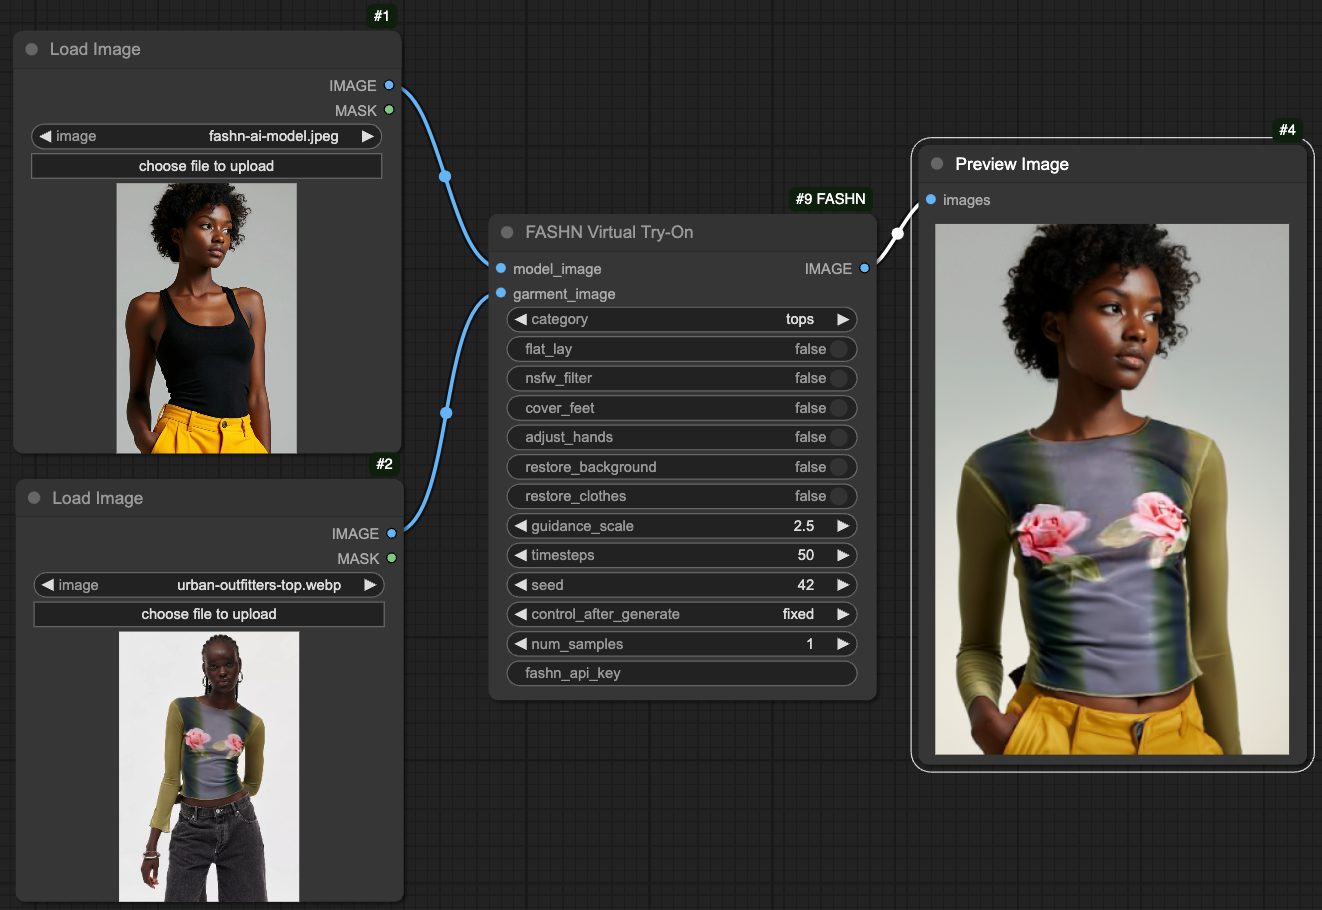 #1
Load Image
IMAGE
MASK
image fashn-ai-model.jpeg
choose file to upload
#2
Load Image
IMAGE
MASK
image urban-outfitters-top.webp
choose file to upload
#9 FASHN
FASHN Virtual Try-On
model_image IMAGE
garment_image
category tops
flat_lay false
nsfw_filter false
cover_feet false
adjust_hands false
restore_background false
restore_clothes false
guidance_scale 2.5
timesteps 50
seed 42
control_after_generate fixed
num_samples 1
fashn_api_key
#4
Preview Image
images